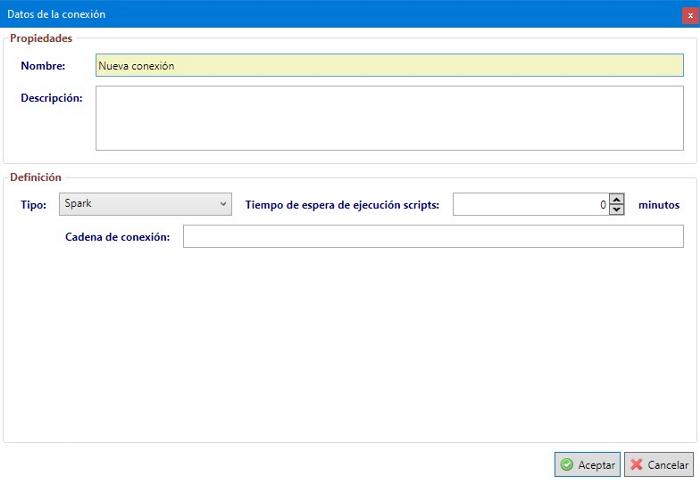 Datos de la conexión
Propiedades
Nombre: Nueva conexión
Descripción:
Definición
Tipo: Spark Tiempo de espera de ejecución scripts: 0 minutos
Cadena de conexión:
Aceptar Cancelar